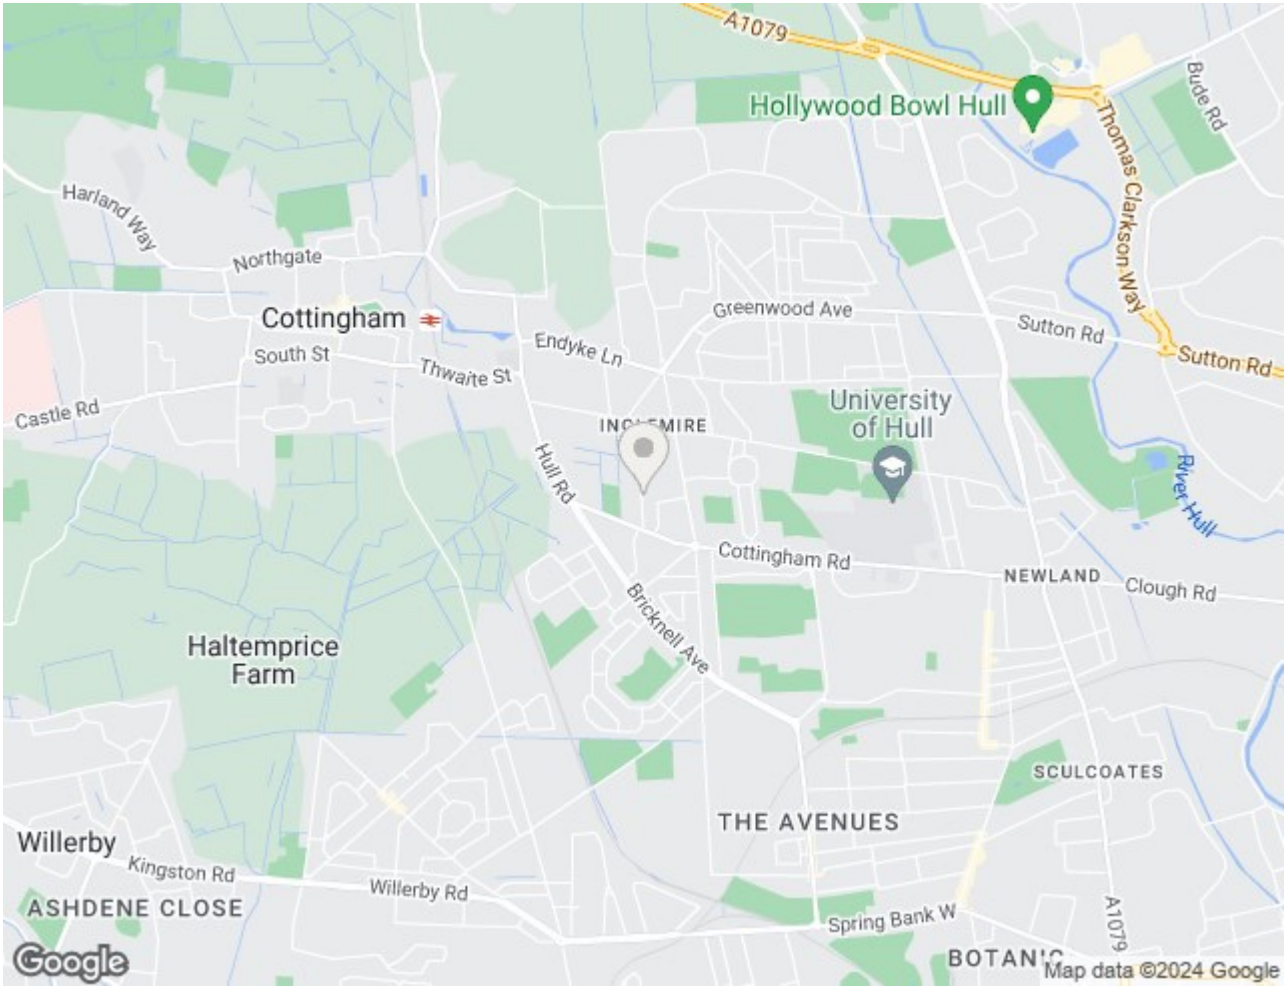 A1079
Hollywood Bowl Hull
Bude Rd
Thomas Clarkson Way
Harland Way
Northgate
Cottingham
Greenwood Ave
Sutton Rd
Sutton Rd
South St
Endyke Ln
Thwaite St
Castle Rd
University
of Hull
INGLEMIRE
Hull Rd
River Hull
Cottingham Rd
NEWLAND
Clough Rd
Bricknell Ave
Haltemprice
Farm
SCULCOATES
THE AVENUES
Willerby
Kingston Rd
Willerby Rd
ASHDENE CLOSE
Spring Bank W
A1079
BOTANIC
Google
Map data ©2024 Google